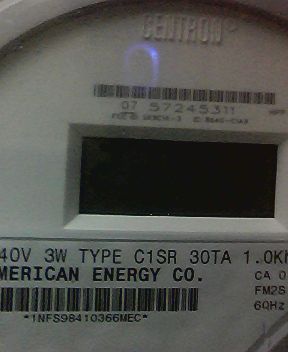 CENTRON
07 57245311
40V 3W TYPE C1SR 30TA 1.0K
MERICAN ENERGY CO.
CA 0
FM2S
60Hz
*1NFS98410366MEC*